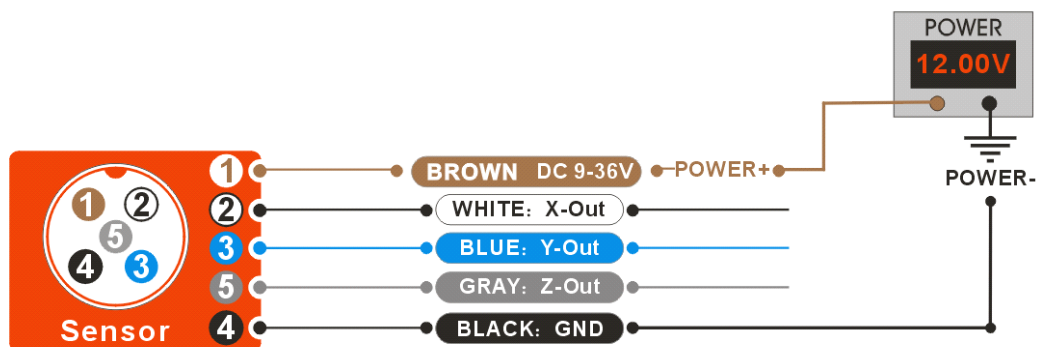 POWER
12.00V
1 BROWN DC 9-36V POWER+
POWER-
2 WHITE: X-Out
3 BLUE: Y-Out
5 GRAY: Z-Out
4 BLACK: GND
1 2
5
4 3
Sensor